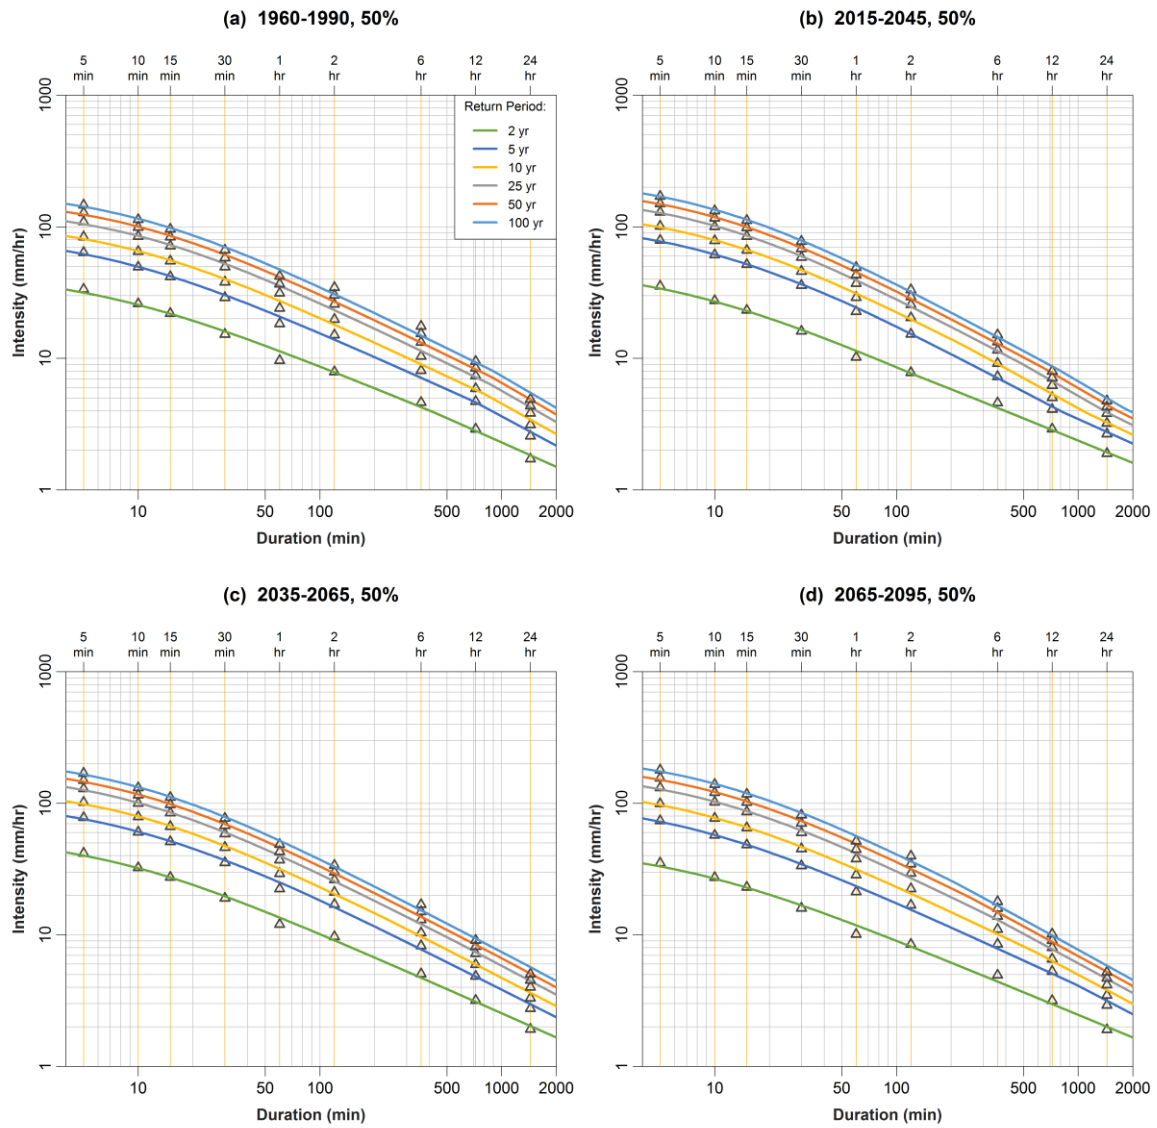 (a) 1960-1990, 50%
5 10 15 30 1 2 6 12 24
min min min min hr hr hr hr hr
1000
100
10
1
Intensity (mm/hr)
Return Period:
2 yr
5 yr
10 yr
25 yr
50 yr
100 yr
10 50 100 500 1000 2000
Duration (min)
(b) 2015-2045, 50%
5 10 15 30 1 2 6 12 24
min min min min hr hr hr hr hr
1000
100
10
1
Intensity (mm/hr)
10 50 100 500 1000 2000
Duration (min)
(c) 2035-2065, 50%
5 10 15 30 1 2 6 12 24
min min min min hr hr hr hr hr
1000
100
10
1
Intensity (mm/hr)
10 50 100 500 1000 2000
Duration (min)
(d) 2065-2095, 50%
5 10 15 30 1 2 6 12 24
min min min min hr hr hr hr hr
1000
100
10
1
Intensity (mm/hr)
10 50 100 500 1000 2000
Duration (min)